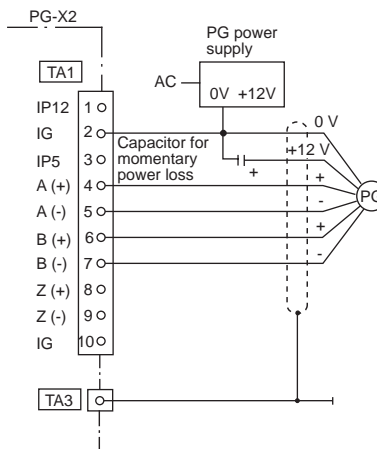 PG-X2
PG power
supply
TA1
AC
0V +12V
IP12 1
IG 2
IP5 3
A (+) 4
A (-) 5
B (+) 6
B (-) 7
Z (+) 8
Z (-) 9
IG 10
Capacitor for
momentary
power loss
+
0 V
+12 V
+
-
+
-
PG
TA3